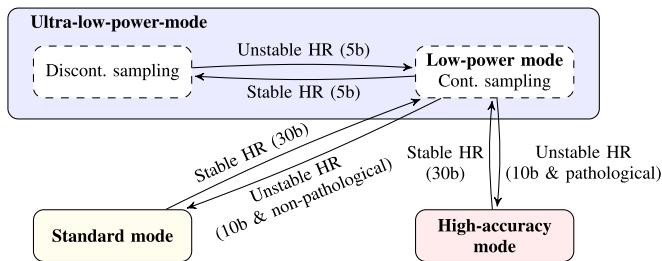 Ultra-low-power-mode
Discont. sampling
Unstable HR (5b)
Stable HR (5b)
Low-power mode
Cont. sampling
Stable HR (30b)
Unstable HR
(10b & non-pathological)
Stable HR
(30b)
Unstable HR
(10b & pathological)
Standard mode
High-accuracy
mode